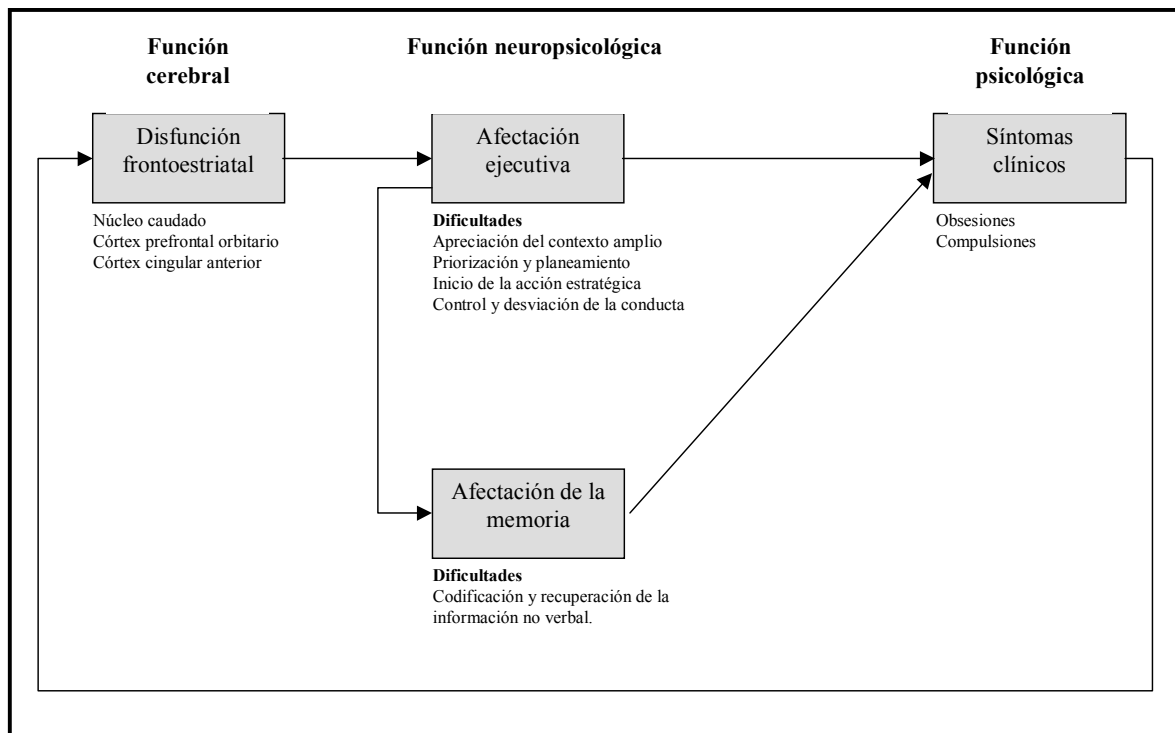 Función
cerebral
Función neuropsicológica
Función
psicológica
Disfunción
frontoestriatal
Afectación
ejecutiva
Síntomas
clínicos
Núcleo caudado
Córtex prefrontal orbitario
Córtex cingular anterior
Dificultades
Apreciación del contexto amplio
Priorización y planeamiento
Inicio de la acción estratégica
Control y desviación de la conducta
Obsesiones
Compulsiones
Afectación de la
memoria
Dificultades
Codificación y recuperación de la
información no verbal.